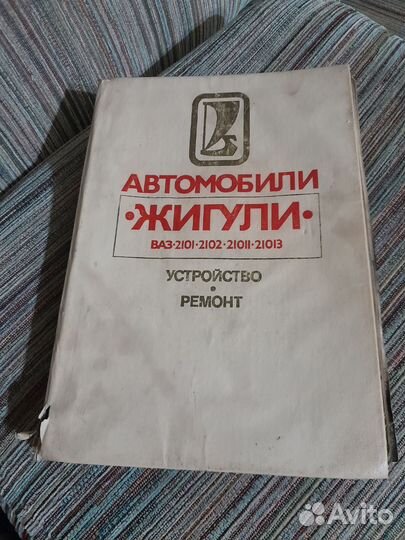 АВТОМОБИЛИ
·ЖИГУЛИ·
ВАЗ·2101·2102·21011·21013
УСТРОЙСТВО
·
РЕМОНТ
Avito